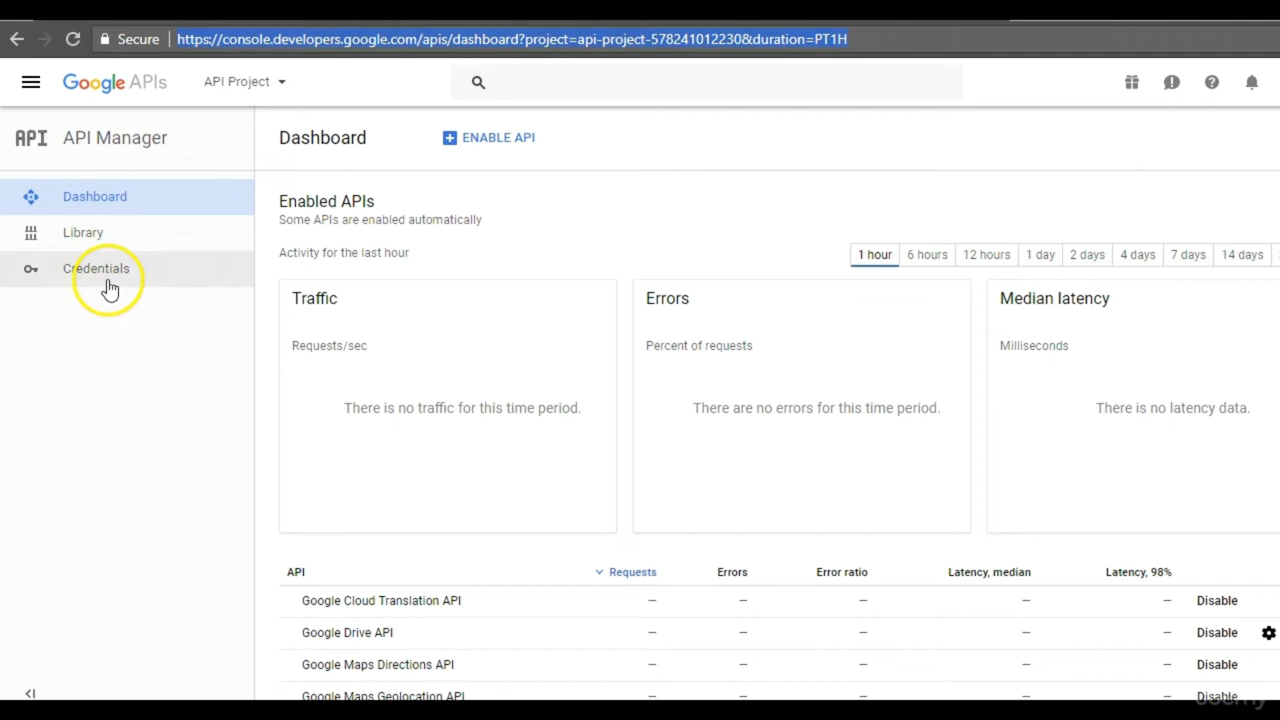 Secure
https://console.developers.google.com/apis/dashboard?project=api-project-578241012230&duration=PT1H
Google APIs
API Project
API API Manager
Dashboard
ENABLE API
Dashboard
Library
Credentials
Enabled APIs
Some APIs are enabled automatically
Activity for the last hour
1 hour 6 hours 12 hours 1 day 2 days 4 days 7 days 14 days
Traffic
Requests/sec
There is no traffic for this time period.
Errors
Percent of requests
There are no errors for this time period.
Median latency
Milliseconds
There is no latency data.
API Requests Errors Error ratio Latency, median Latency, 98%
Google Cloud Translation API – – – – – Disable
Google Drive API – – – – – Disable
Google Maps Directions API – – – – – Disable
Google Maps Geolocation API – – – – – Disable